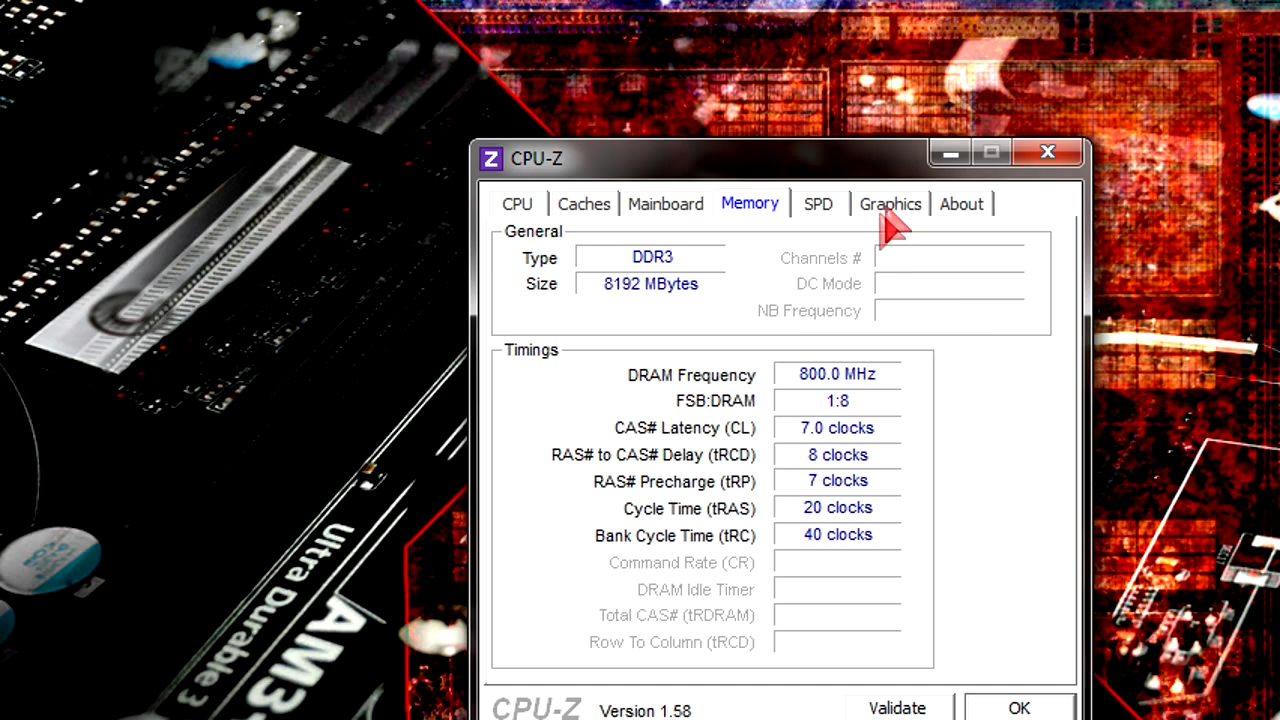 CPU-Z
CPU Caches Mainboard Memory SPD Graphics About
General
Type DDR3 Channels #
Size 8192 MBytes DC Mode
NB Frequency
Timings
DRAM Frequency 800.0 MHz
FSB:DRAM 1:8
CAS# Latency (CL) 7.0 clocks
RAS# to CAS# Delay (tRCD) 8 clocks
RAS# Precharge (tRP) 7 clocks
Cycle Time (tRAS) 20 clocks
Bank Cycle Time (tRC) 40 clocks
Command Rate (CR)
DRAM Idle Timer
Total CAS# (tRDRAM)
Row To Column (tRCD)
CPU-Z Version 1.58 Validate OK
Ultra Durable 3